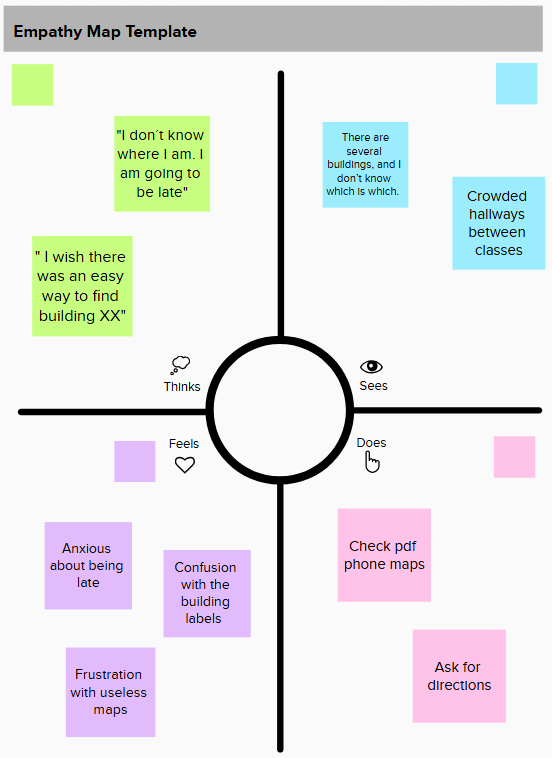 Empathy Map Template
"I don´t know
where I am. I
am going to
be late"
" I wish there
was an easy
way to find
building XX"
Thinks
There are
several
buildings, and I
don't know
which is which.
Crowded
hallways
between
classes
Sees
Feels
Anxious
about being
late
Confusion
with the
building
labels
Frustration
with useless
maps
Does
Check pdf
phone maps
Ask for
directions